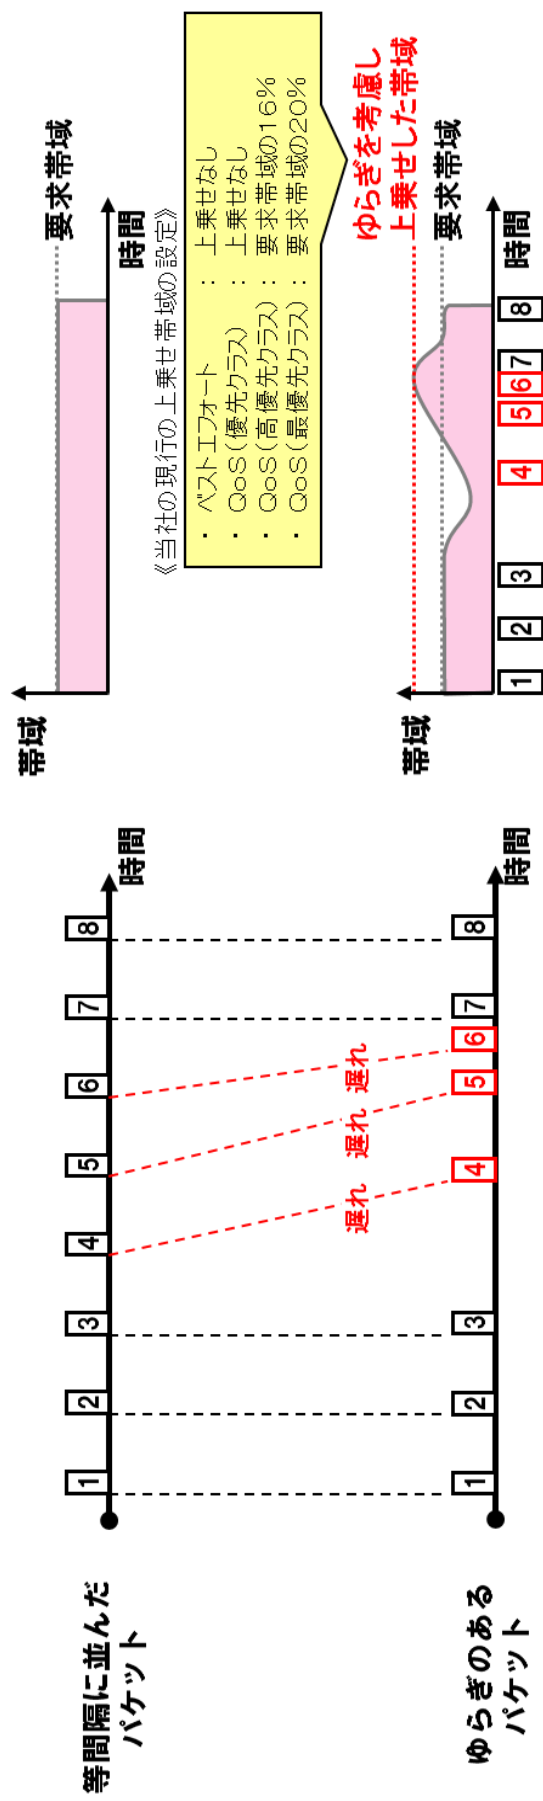 等間隔に並んだ
パケット
1 2 3 4 5 6 7 8
時間
遅れ 遅れ 遅れ
ゆらぎのある
パケット
1 2 3 4 5 6 7 8
時間
帯域
要求帯域
時間
《当社の現行の上乗せ帯域の設定》
・ ベストエフォート : 上乗せなし
・ QoS(優先クラス) : 上乗せなし
・ QoS(高優先クラス) : 要求帯域の16%
・ QoS(最優先クラス) : 要求帯域の20%
ゆらぎを考慮し
上乗せした帯域
帯域
要求帯域
時間
1 2 3 4 5 6 7 8